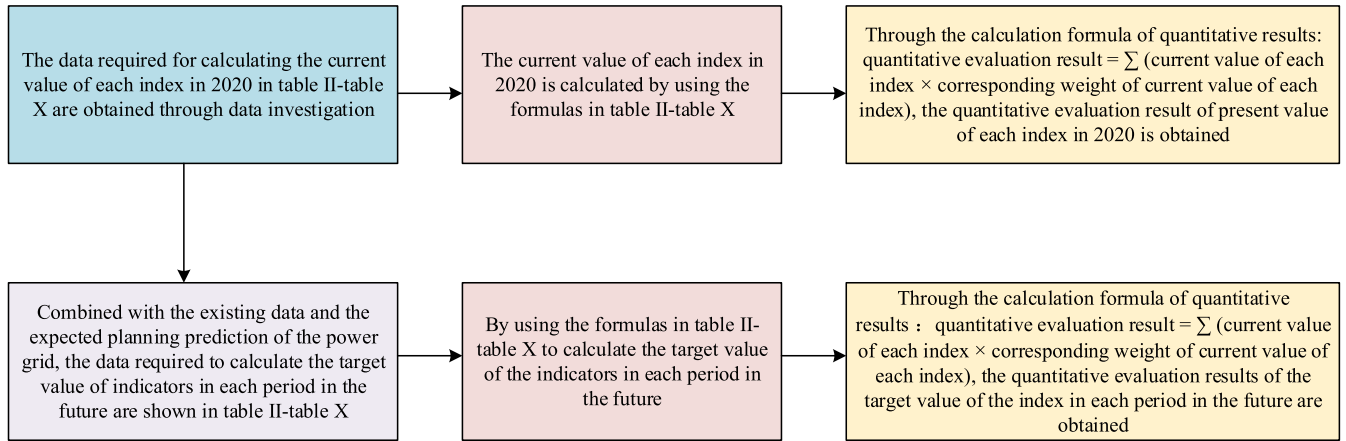 The data required for calculating the current
value of each index in 2020 in table II-table
X are obtained through data investigation
The current value of each index in
2020 is calculated by using the
formulas in table II-table X
Through the calculation formula of quantitative results:
quantitative evaluation result = ∑ (current value of each
index × corresponding weight of current value of each
index), the quantitative evaluation result of present value
of each index in 2020 is obtained
Combined with the existing data and the
expected planning prediction of the power
grid, the data required to calculate the target
value of indicators in each period in the
future are shown in table II-table X
By using the formulas in table II-
table X to calculate the target value
of the indicators in each period in
the future
Through the calculation formula of quantitative
results ：quantitative evaluation result = ∑ (current value
of each index × corresponding weight of current value of
each index), the quantitative evaluation results of the
target value of the index in each period in the future are
obtained